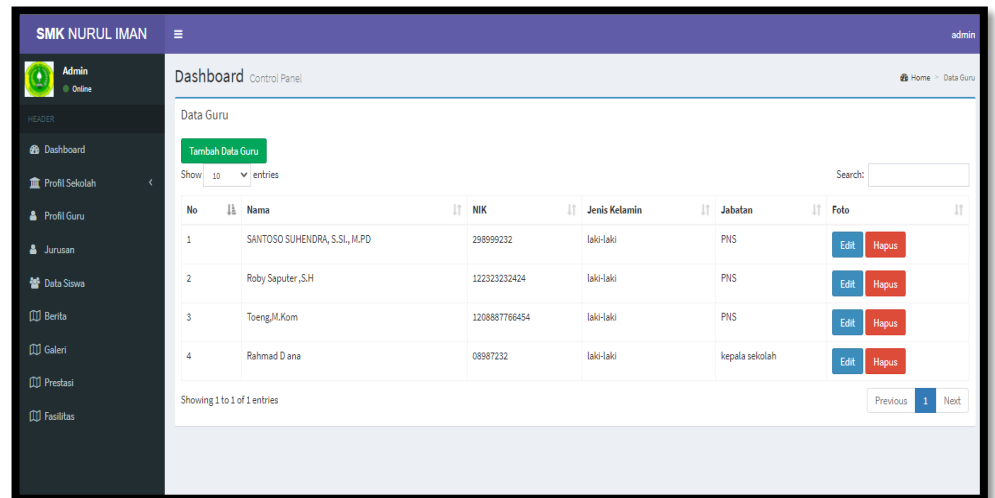 SMK NURUL IMAN
admin
Admin
Online
HEADER
Dashboard
Profil Sekolah
Profil Guru
Jurusan
Data Siswa
Berita
Galeri
Prestasi
Fasilitas
Dashboard Control Panel
Home > Data Guru
Data Guru
Tambah Data Guru
Show 10 entries
Search:
No Nama NIK Jenis Kelamin Jabatan Foto
1 SANTOSO SUHENDRA, S.SI., M.PD 298999232 laki-laki PNS Edit Hapus
2 Roby Saputer ,S.H 122323232424 laki-laki PNS Edit Hapus
3 Toeng,M.Kom 1208887766454 laki-laki PNS Edit Hapus
4 Rahmad D ana 08987232 laki-laki kepala sekolah Edit Hapus
Showing 1 to 1 of 1 entries
Previous 1 Next